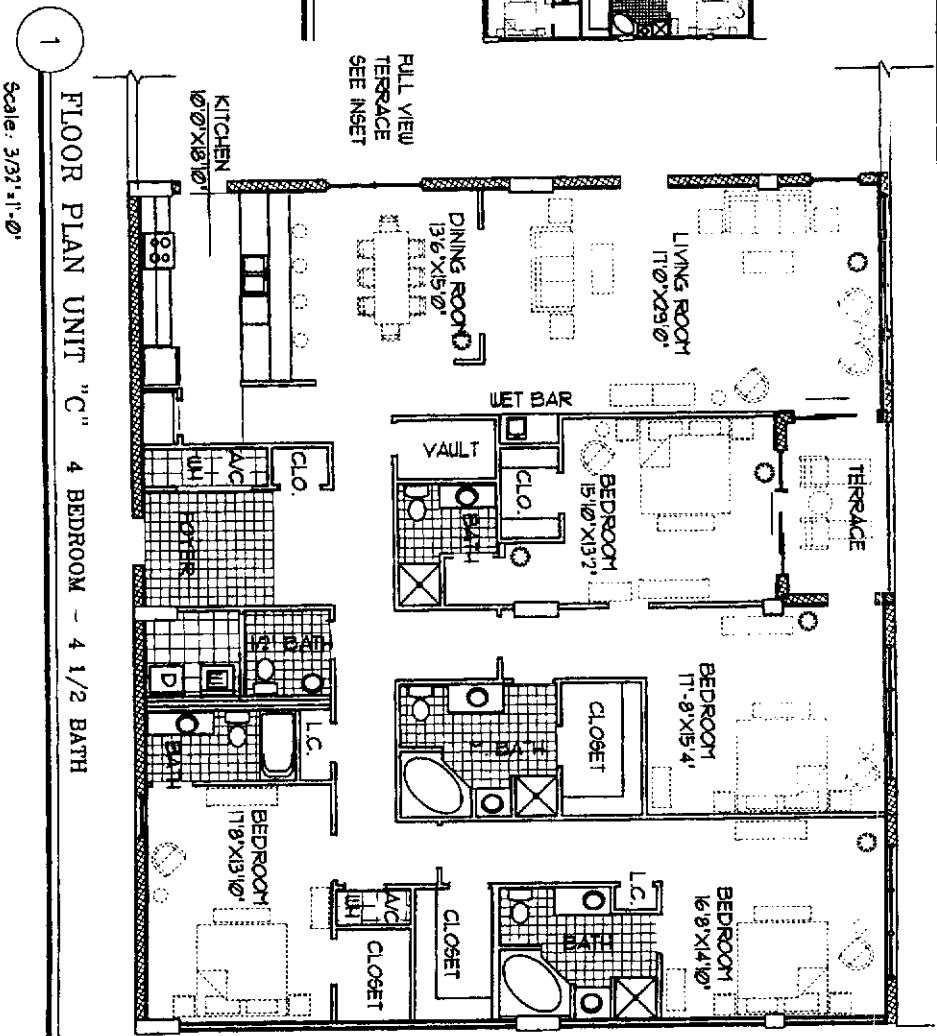 FULL VIEW
TERRACE
SEE INSET
KITCHEN
10'0"X18'10"
DINING ROOM
13'6"X15'0"
LIVING ROOM
17'0"X29'0"
WET BAR
VAULT
CLO.
BATH
BEDROOM
15'10"X13'2"
TERRACE
CLO.
A/C
WH
FOYER
1/2 BATH
W
D
L.C.
BATH
BEDROOM
17'8"X13'10"
BATH
CLOSET
BEDROOM
17'-8"X15'4"
A/C
WH
CLOSET
CLOSET
L.C.
BATH
BEDROOM
16'8"X14'10"
1
FLOOR PLAN UNIT "C" 4 BEDROOM - 4 1/2 BATH
Scale: 3/32"=1'-0"